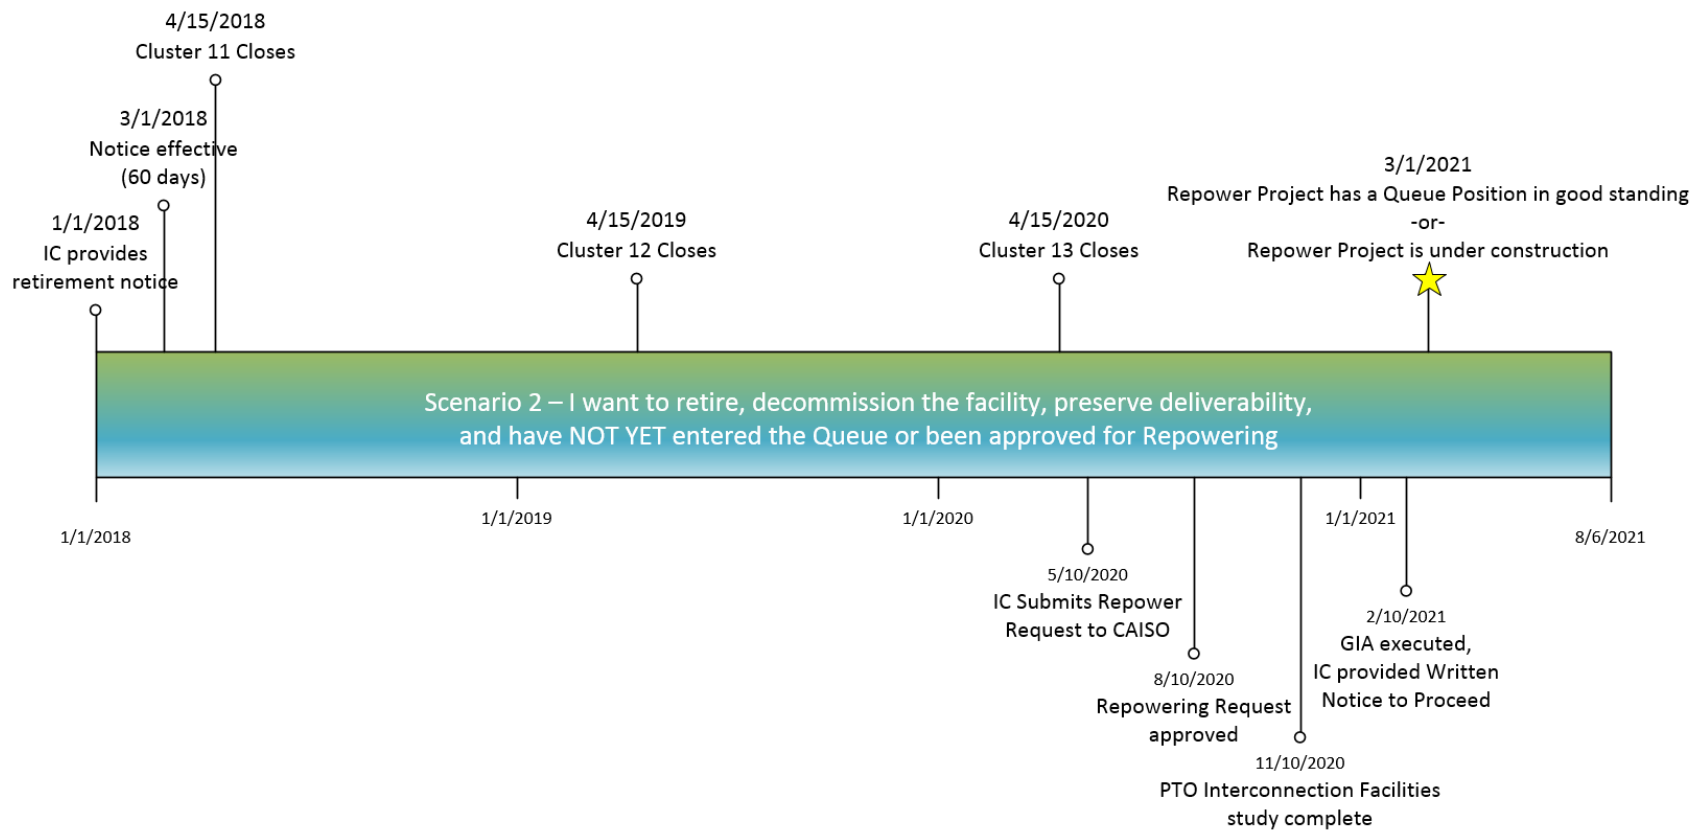 4/15/2018
Cluster 11 Closes
3/1/2018
Notice effective
(60 days)
1/1/2018
IC provides
retirement notice
4/15/2019
Cluster 12 Closes
4/15/2020
Cluster 13 Closes
3/1/2021
Repower Project has a Queue Position in good standing
-or-
Repower Project is under construction
Scenario 2 – I want to retire, decommission the facility, preserve deliverability,
and have NOT YET entered the Queue or been approved for Repowering
1/1/2018
1/1/2019
1/1/2020
1/1/2021
8/6/2021
5/10/2020
IC Submits Repower
Request to CAISO
8/10/2020
Repowering Request
approved
11/10/2020
PTO Interconnection Facilities
study complete
2/10/2021
GIA executed,
IC provided Written
Notice to Proceed